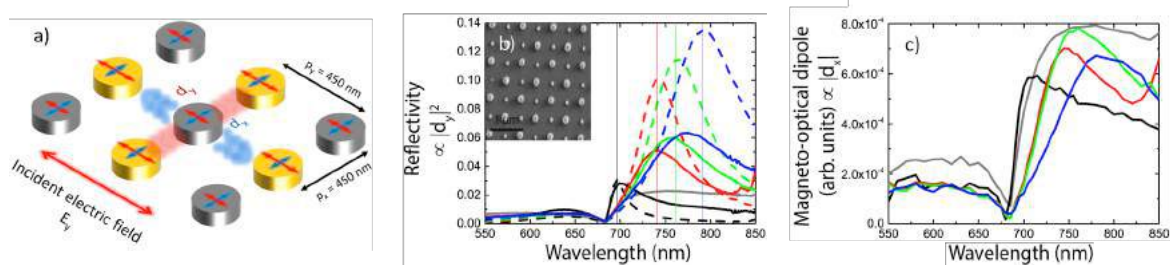 a)
d_y
d_x
p_y = 450 nm
p_x = 450 nm
Incident electric field
E_y
b)
Reflectivity
∝ |d_y|²
0.14
0.12
0.10
0.08
0.06
0.04
0.02
0.00
550 600 650 700 750 800 850
Wavelength (nm)
c)
Magneto-optical dipole
(arb. units) ∝ |d_x|
8.0x10⁻⁴
6.0x10⁻⁴
4.0x10⁻⁴
2.0x10⁻⁴
0.0
550 600 650 700 750 800 850
Wavelength (nm)